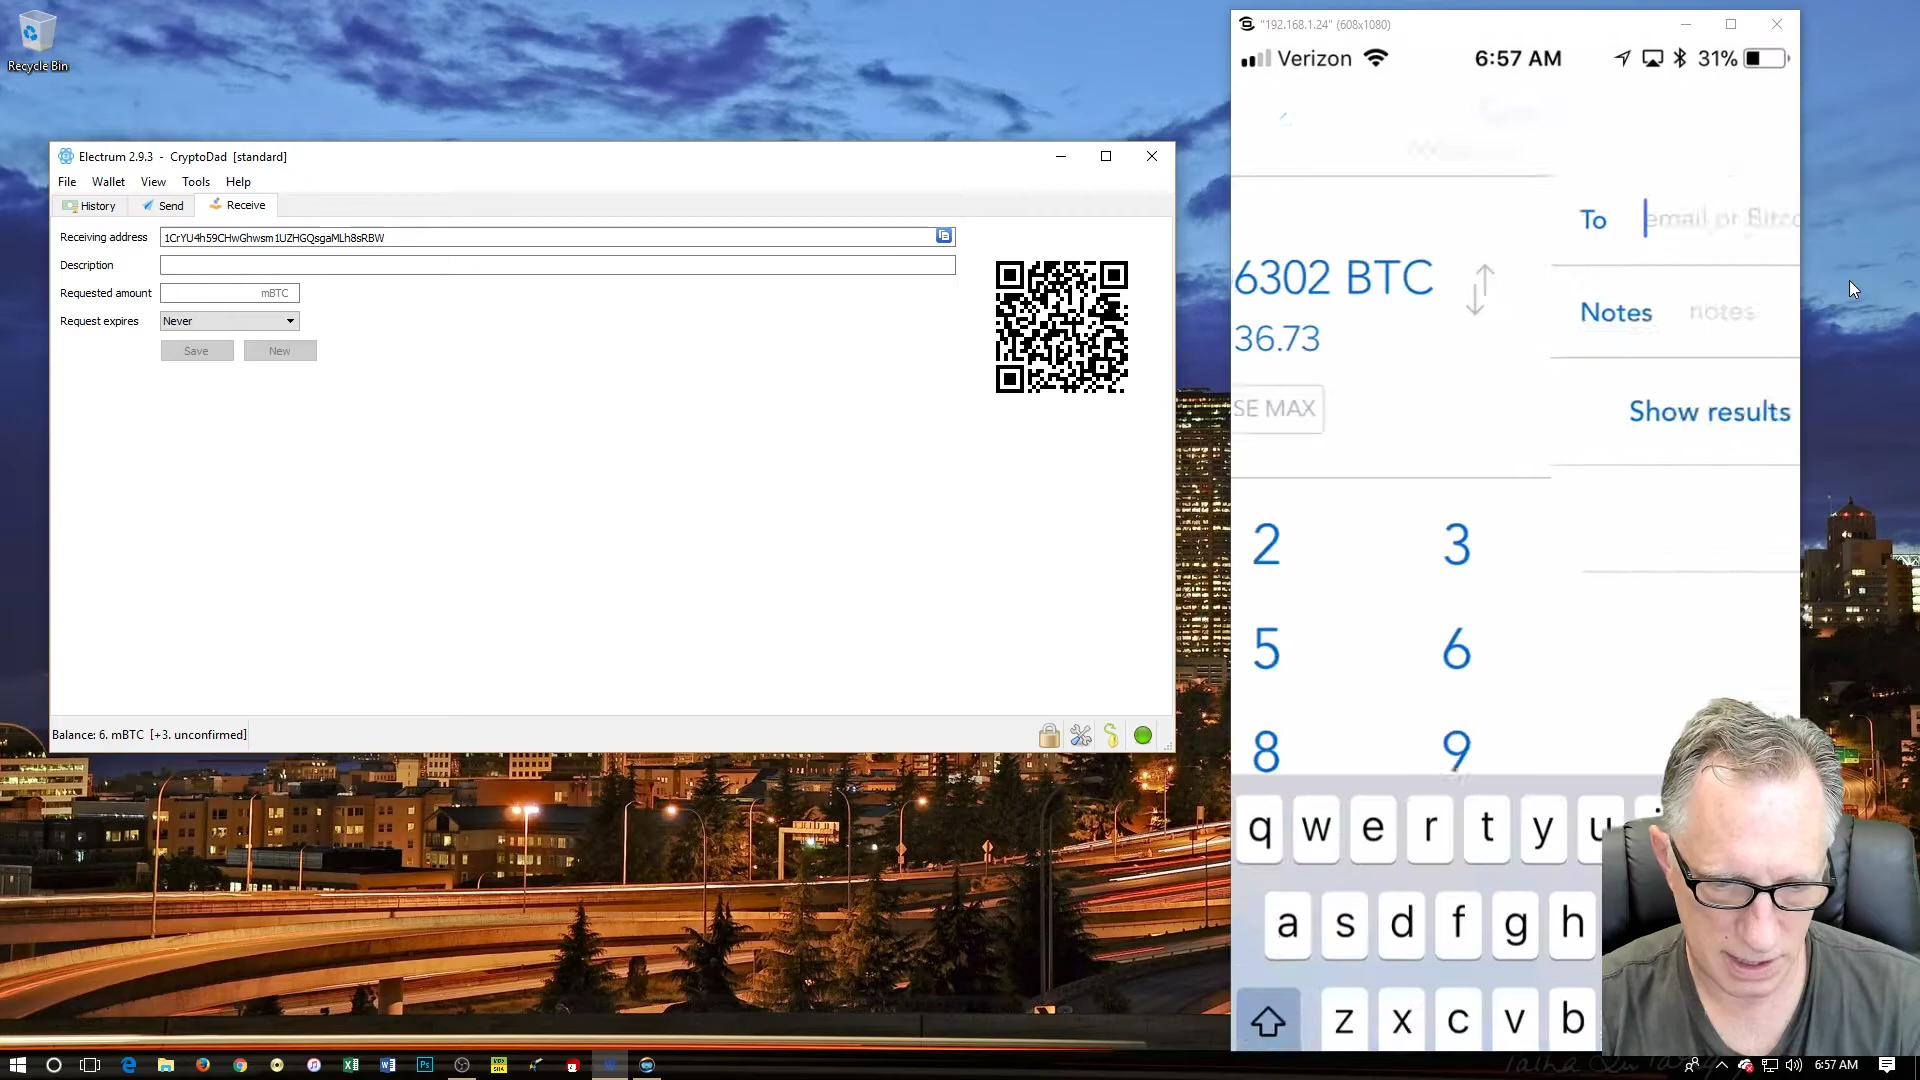 Recycle Bin
Electrum 2.9.3 - CryptoDad [standard]
File Wallet View Tools Help
History Send Receive
Receiving address 1CrYU4h59CHwGhwsm1UZHGQsgaMLh8sRBW
Description
Requested amount mBTC
Request expires Never
Save New
Balance: 6. mBTC [+3. unconfirmed]
"192.168.1.24" (608x1080)
Verizon 6:57 AM 31%
To email or Bitco
6302 BTC
36.73
Notes notes
SE MAX
Show results
2 3
5 6
8 9
q w e r t y u
a s d f g h
z x c v b
6:57 AM